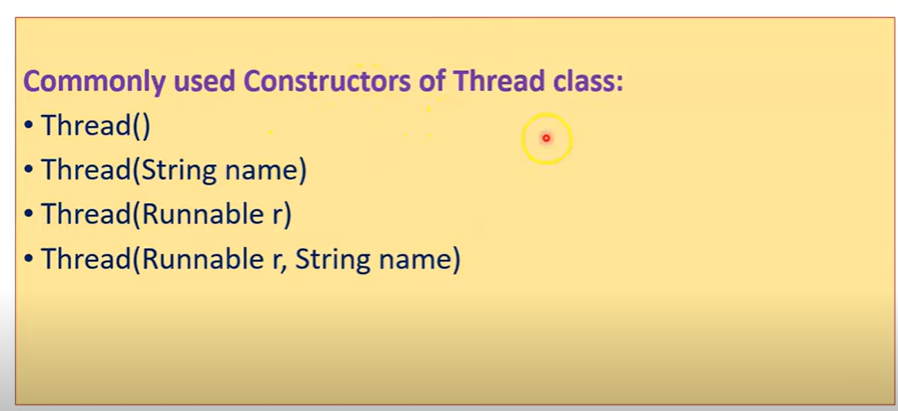 Commonly used Constructors of Thread class:
• Thread()
• Thread(String name)
• Thread(Runnable r)
• Thread(Runnable r, String name)